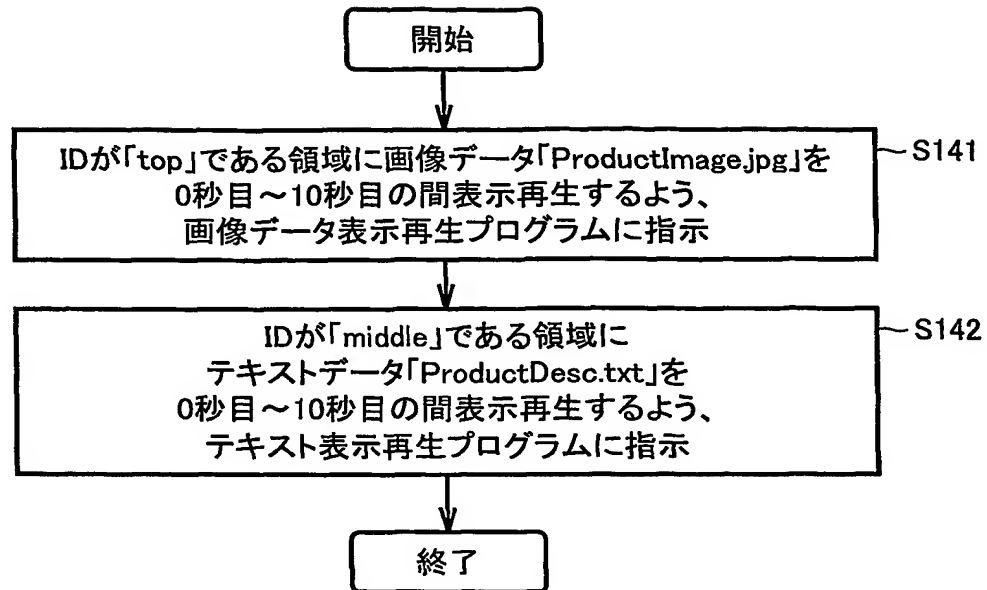 開始
IDが「top」である領域に画像データ「ProductImage.jpg」を
S141
0秒目～10秒目の間表示再生するよう、
画像データ表示再生プログラムに指示
IDが「middle」である領域に
S142
テキストデータ「ProductDesc.txt」を
0秒目～10秒目の間表示再生するよう、
テキスト表示再生プログラムに指示
終了